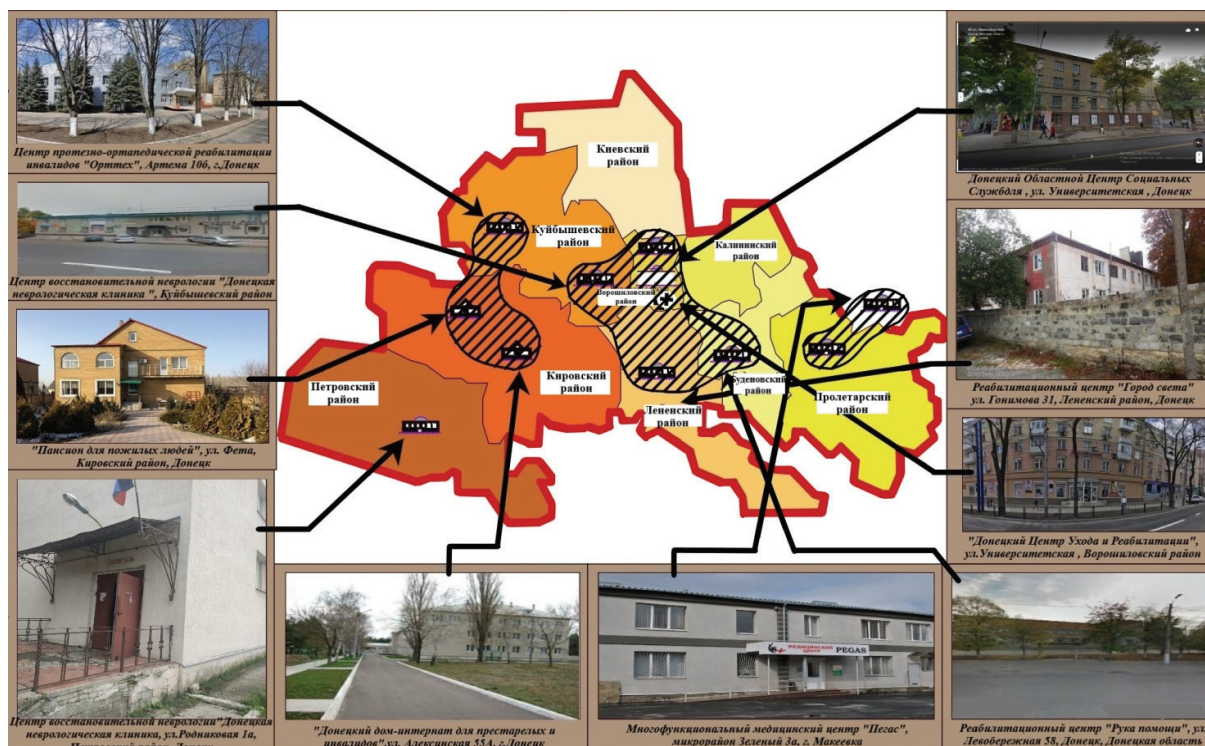 Центр протезно-ортапедической реабилитации
инвалидов "Орттех", Артема 106, г.Донецк
Центр восстановительной неврологии "Донецкая
неврологическая клиника ", Куйбышевский район
"Пансион для пожилых людей", ул. Фета,
Кировский район, Донецк
Центр восстановительной неврологии"Донецкая
неврологическая клиника, ул.Родниковая 1а,
Киевский
район
Куйбышевский
район
Калининский
район
Ворошиловский
район
Кировский
район
Петровский
район
Лененский
район
Буденовский
район
Пролетарский
район
Донецкий Областной Центр Социальных
Службдля , ул. Университетская , Донецк
Реабилитационный центр "Город света"
ул. Гонимова 31, Лененский район, Донецк
"Донецкий Центр Ухода и Реабилитации",
ул.Университетская , Ворошиловский район
"Донецкий дом-интернат для престарелых и
инвалидов",ул. Алексинская 55А, г.Донецк
МЕДИЦИНСКИЙ
ЦЕНТР
PEGAS
Многофункциональный медицинский центр "Пегас",
микрорайон Зеленый 3а, г. Макеевка
Реабилитационный центр "Рука помощи", ул.
Левобережная 58, Донецк, Донецкая область